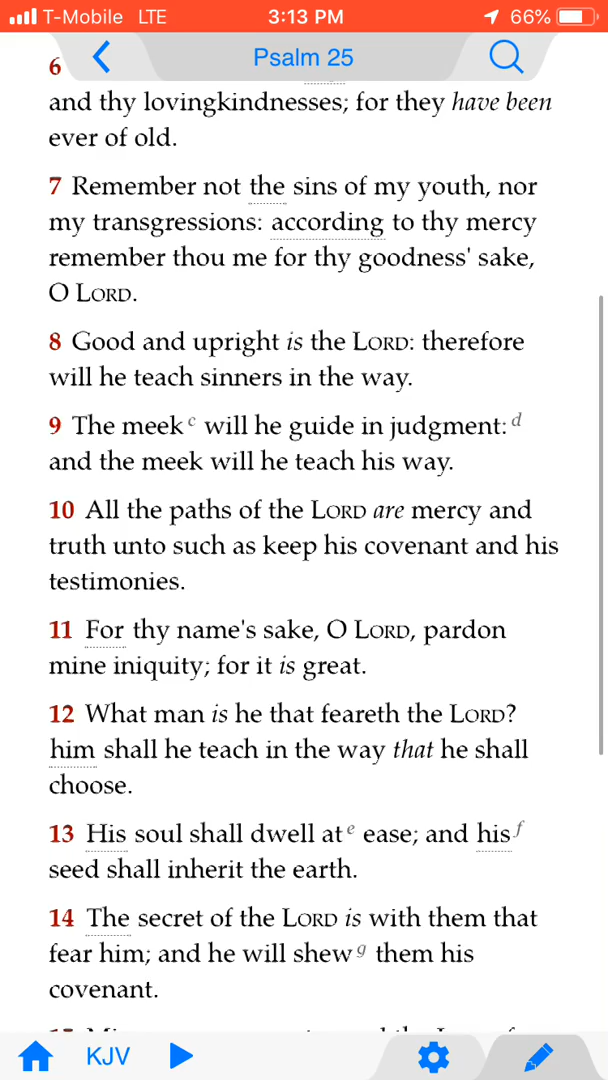 T-Mobile LTE 3:13 PM 66%
Psalm 25
6
and thy lovingkindnesses; for they have been
ever of old.
7 Remember not the sins of my youth, nor
my transgressions: according to thy mercy
remember thou me for thy goodness' sake,
O LORD.
8 Good and upright is the LORD: therefore
will he teach sinners in the way.
9 The meek c will he guide in judgment: d
and the meek will he teach his way.
10 All the paths of the LORD are mercy and
truth unto such as keep his covenant and his
testimonies.
11 For thy name's sake, O LORD, pardon
mine iniquity; for it is great.
12 What man is he that feareth the LORD?
him shall he teach in the way that he shall
choose.
13 His soul shall dwell at e ease; and his f
seed shall inherit the earth.
14 The secret of the LORD is with them that
fear him; and he will shew g them his
covenant.
KJV